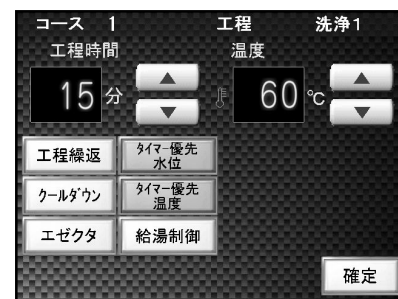 コース 1 工程 洗浄1
工程時間 温度
15 分 60 ℃
工程繰返 タイマー優先
水位
クールダウン タイマー優先
温度
エゼクタ 給湯制御
確定